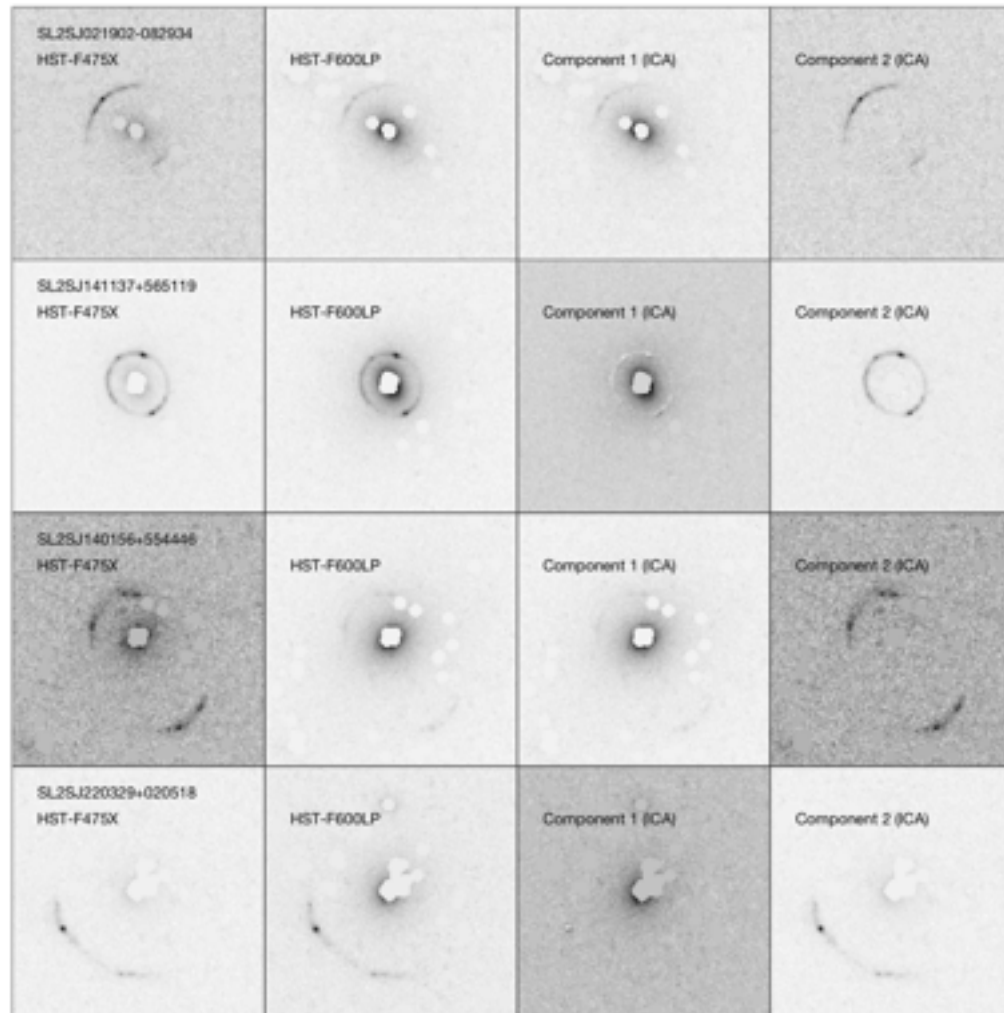 SL2SJ021902-082934
HST-F475X
HST-F600LP
Component 1 (ICA)
Component 2 (ICA)
SL2SJ141137+565119
HST-F475X
HST-F600LP
Component 1 (ICA)
Component 2 (ICA)
SL2SJ140156+554446
HST-F475X
HST-F600LP
Component 1 (ICA)
Component 2 (ICA)
SL2SJ220329+020518
HST-F475X
HST-F600LP
Component 1 (ICA)
Component 2 (ICA)